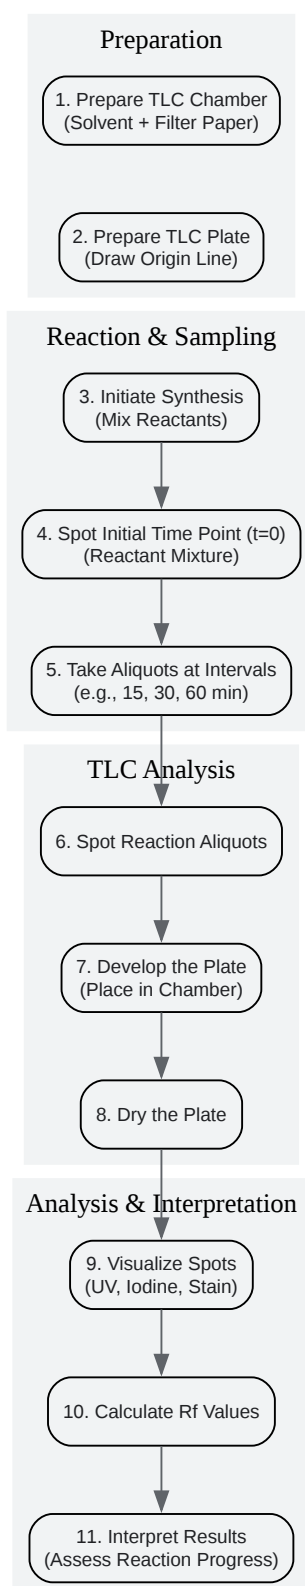 Preparation
1. Prepare TLC Chamber
(Solvent + Filter Paper)
2. Prepare TLC Plate
(Draw Origin Line)
Reaction & Sampling
3. Initiate Synthesis
(Mix Reactants)
4. Spot Initial Time Point (t=0)
(Reactant Mixture)
5. Take Aliquots at Intervals
(e.g., 15, 30, 60 min)
TLC Analysis
6. Spot Reaction Aliquots
7. Develop the Plate
(Place in Chamber)
8. Dry the Plate
Analysis & Interpretation
9. Visualize Spots
(UV, Iodine, Stain)
10. Calculate Rf Values
11. Interpret Results
(Assess Reaction Progress)